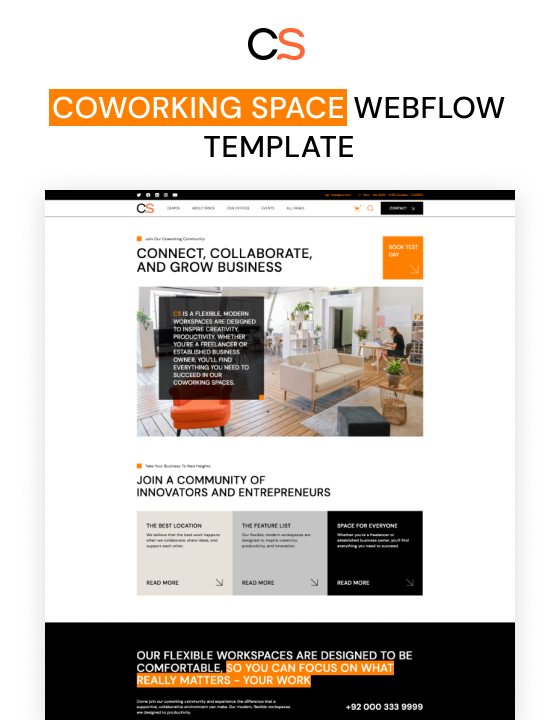 CS
COWORKING SPACE WEBFLOW
TEMPLATE
CS
DEMOS
ABOUT SPACE
OUR OFFICES
EVENTS
ALL PAGES
CONTACT
Join Our Coworking Community
CONNECT, COLLABORATE,
AND GROW BUSINESS
BOOK TEST
DAY
CS IS A FLEXIBLE, MODERN
WORKSPACES ARE DESIGNED
TO INSPIRE CREATIVITY,
PRODUCTIVITY. WHETHER
YOU'RE A FREELANCER OR
ESTABLISHED BUSINESS
OWNER, YOU'LL FIND
EVERYTHING YOU NEED TO
SUCCEED IN OUR
COWORKING SPACES.
Take Your Business To New Heights
JOIN A COMMUNITY OF
INNOVATORS AND ENTREPRENEURS
THE BEST LOCATION
We believe that the best work happens
when we collaborate, share ideas, and
support each other.
READ MORE
THE FEATURE LIST
Our flexible, modern workspaces are
designed to inspire creativity,
productivity, and innovation.
READ MORE
SPACE FOR EVERYONE
Whether you're a freelancer or
established business owner, you'll find
everything you need to succeed.
READ MORE
OUR FLEXIBLE WORKSPACES ARE DESIGNED TO BE
COMFORTABLE, SO YOU CAN FOCUS ON WHAT
REALLY MATTERS - YOUR WORK
Come join our coworking community and experience the difference that a
supportive, collaborative environment can make. Our modern, flexible workspaces
are designed to productivity.
+92 000 333 9999